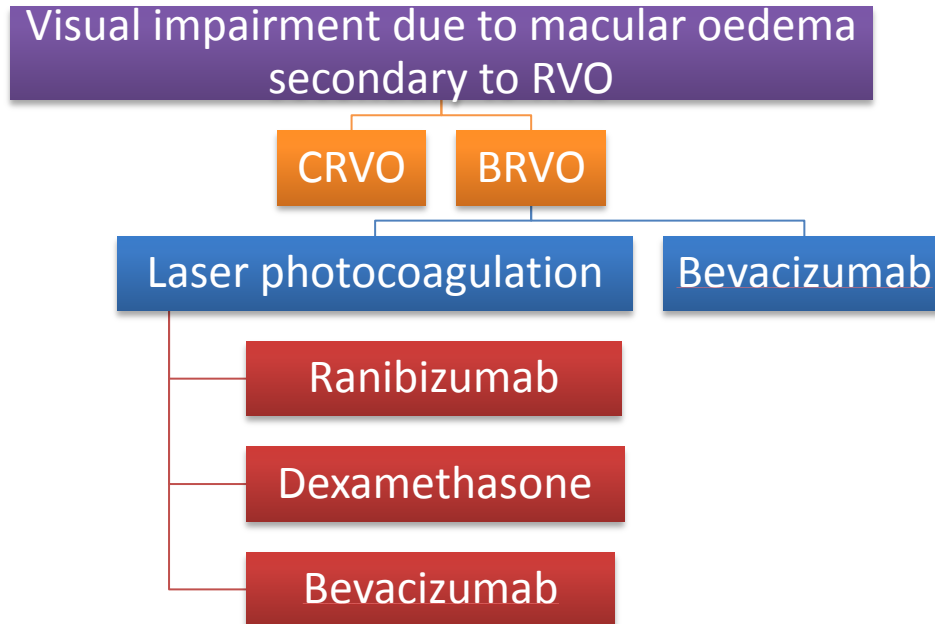 Visual impairment due to macular oedema
secondary to RVO
CRVO
BRVO
Laser photocoagulation
Bevacizumab
Ranibizumab
Dexamethasone
Bevacizumab